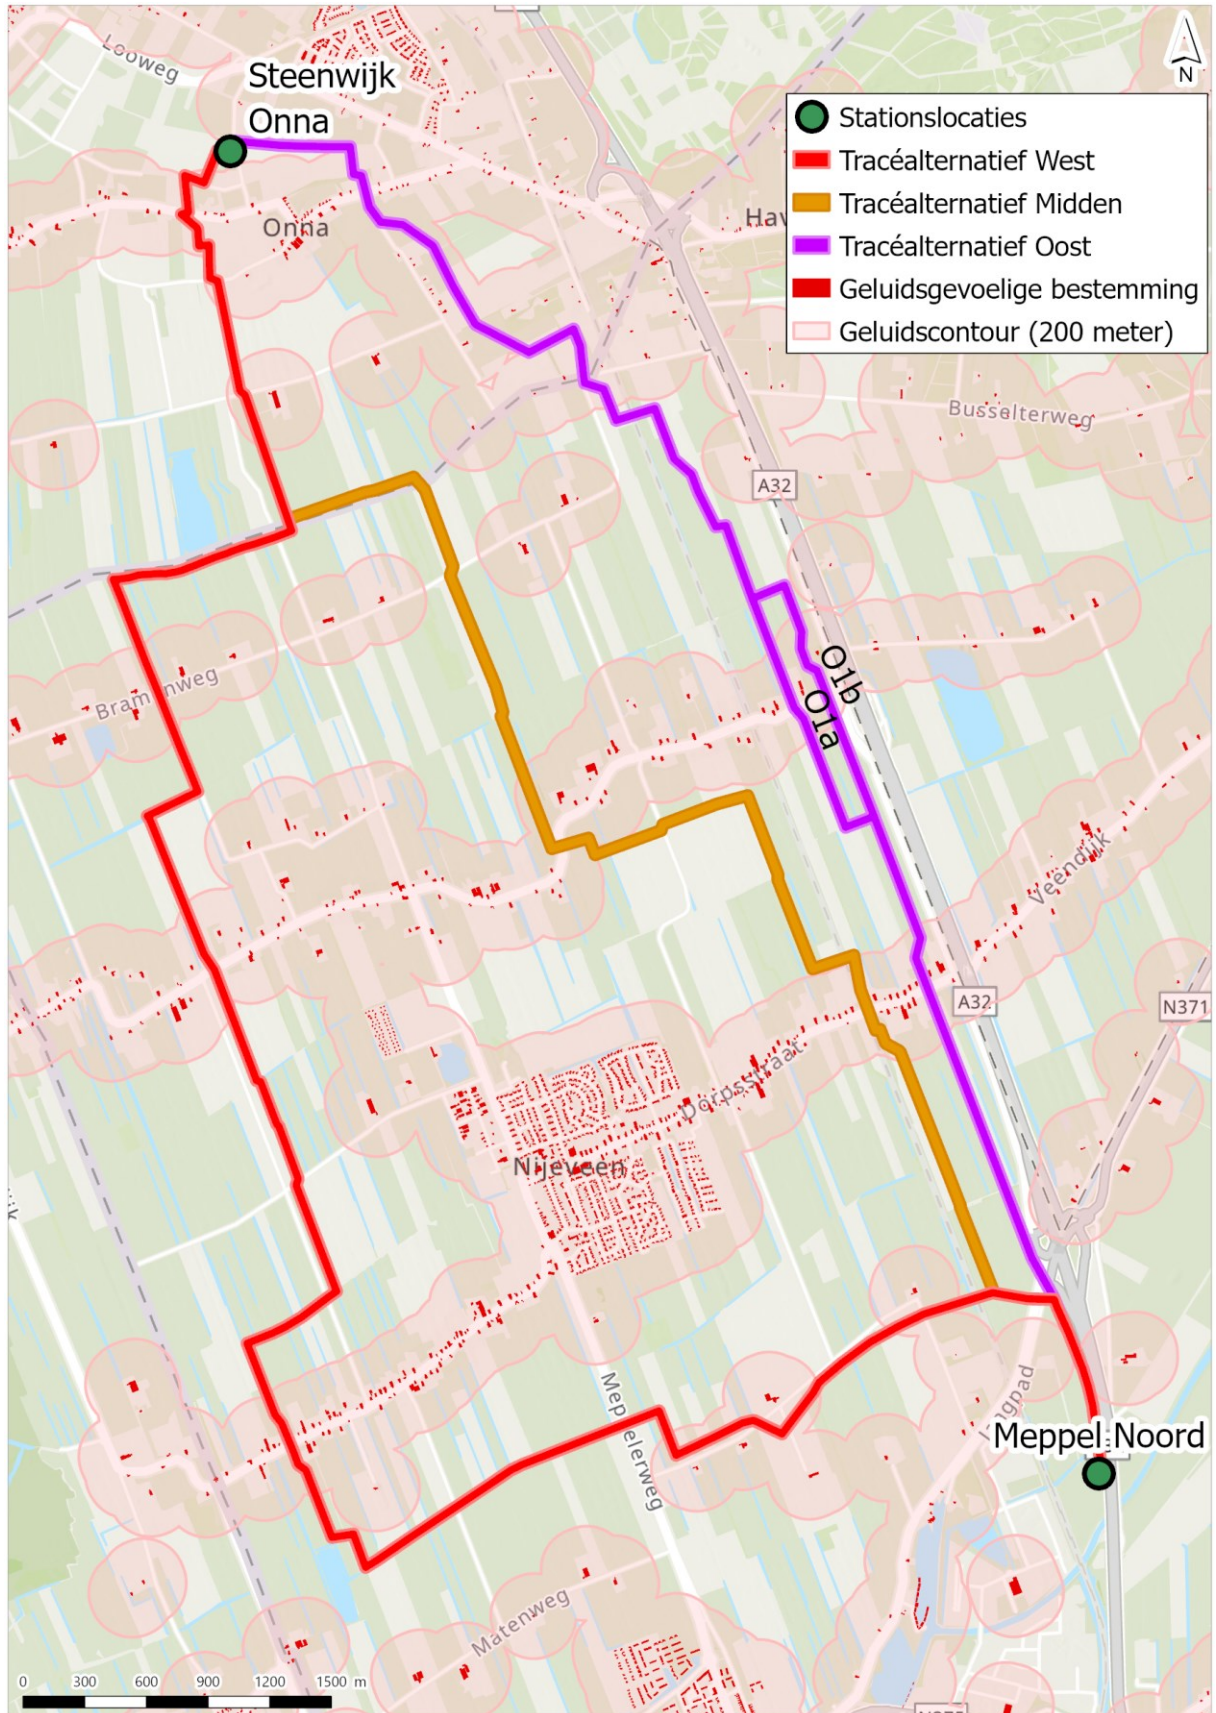 Looweg
Steenwijk
Onna
N
Stationslocaties
Tracéalternatief West
Tracéalternatief Midden
Tracéalternatief Oost
Geluidsgevoelige bestemming
Geluidscontour (200 meter)
Onna
Hav
Busselterweg
A32
O1b
O1a
Veendijk
A32
N371
Dorpsstraat
Nijeveen
Meppelerweg
Meppel Noord
Matenweg
0 300 600 900 1200 1500 m